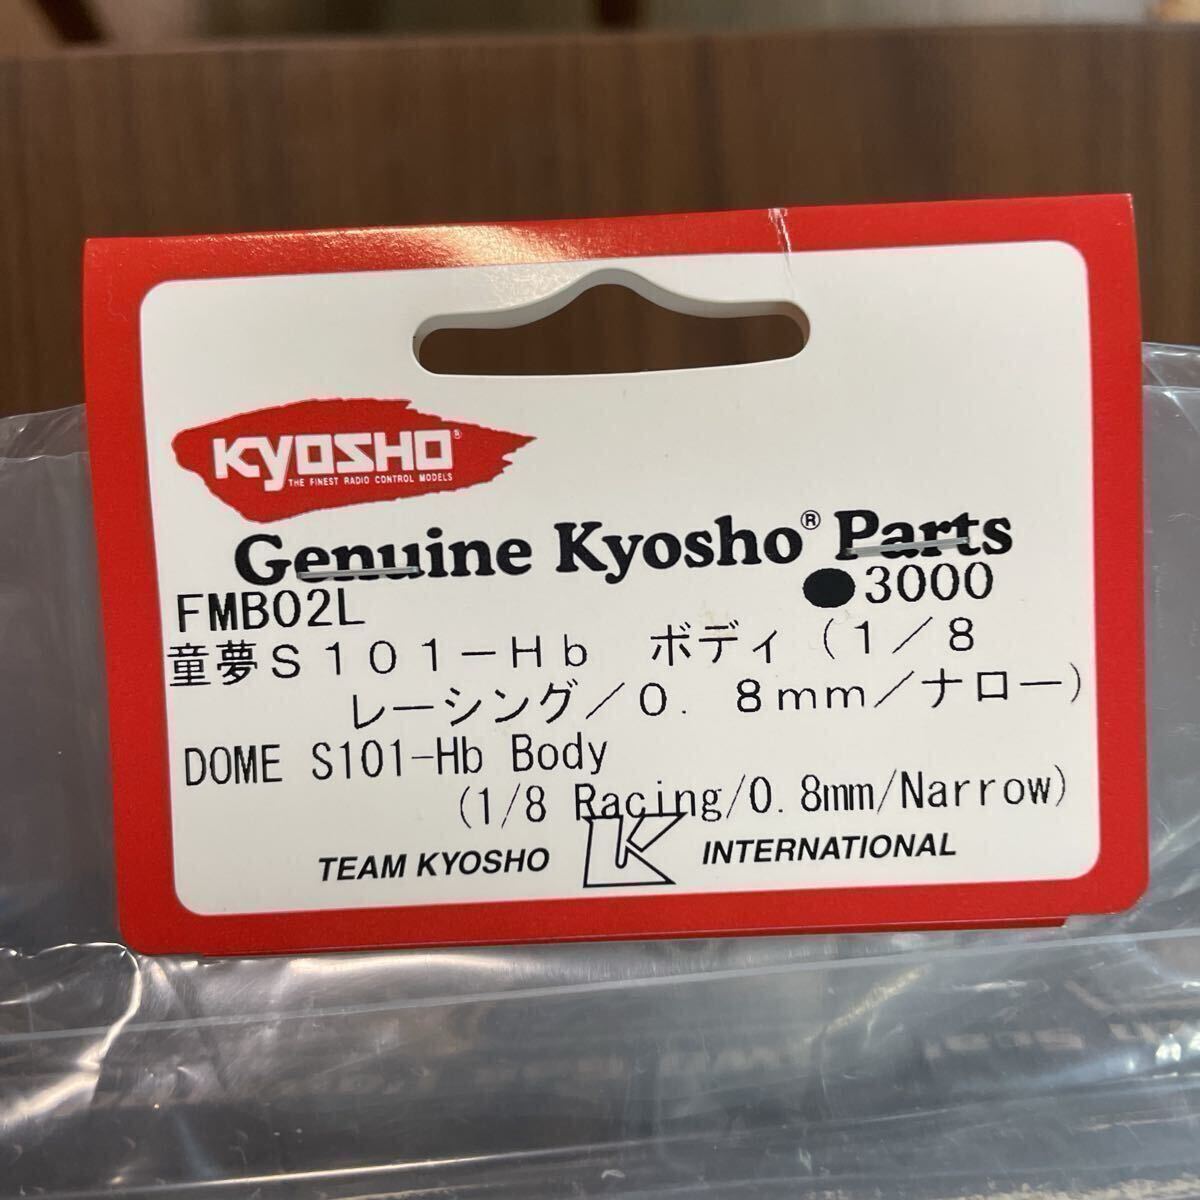 KYOSHO®
THE FINEST RADIO CONTROL MODELS
Genuine Kyosho® Parts
FMB02L ●3000
童夢S101-Hb ボディ(1/8
レーシング/0.8mm/ナロー)
DOME S101-Hb Body
(1/8 Racing/0.8mm/Narrow)
TEAM KYOSHO K INTERNATIONAL